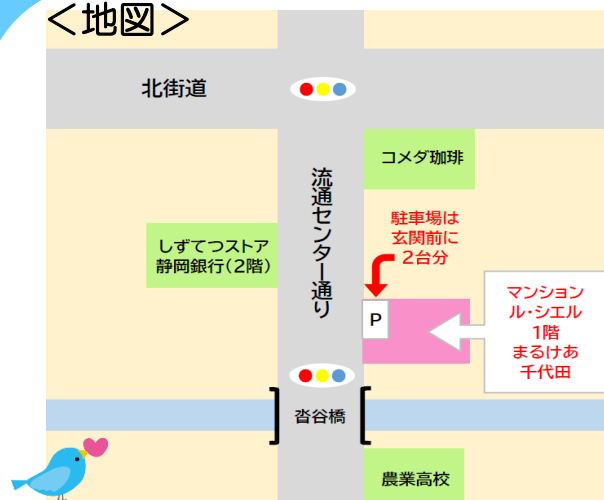 ＜地図＞
北街道
コメダ珈琲
流通センター通り
駐車場は
玄関前に
2台分
しずてつストア
静岡銀行（2階）
P
マンション
ル・シエル
1階
まるけあ
千代田
沓谷橋
農業高校